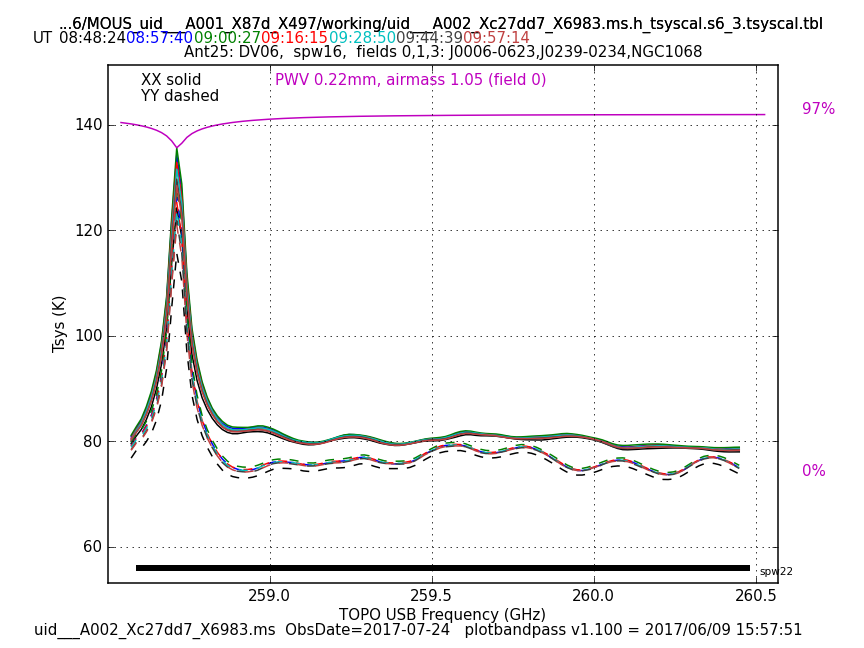 ...6/MOUS_uid___A001_X87d_X497/working/uid___A002_Xc27dd7_X6983.ms.h_tsyscal.s6_3.tsyscal.tbl
UT 08:48:24 08:57:40 09:00:27 09:16:15 09:28:50 09:44:39 09:57:14
Ant25: DV06, spw16, fields 0,1,3: J0006-0623,J0239-0234,NGC1068
XX solid
PWV 0.22mm, airmass 1.05 (field 0)
YY dashed
97%
140
120
Tsys (K)
100
80
0%
60
spw22
259.0 259.5 260.0 260.5
TOPO USB Frequency (GHz)
uid___A002_Xc27dd7_X6983.ms ObsDate=2017-07-24 plotbandpass v1.100 = 2017/06/09 15:57:51